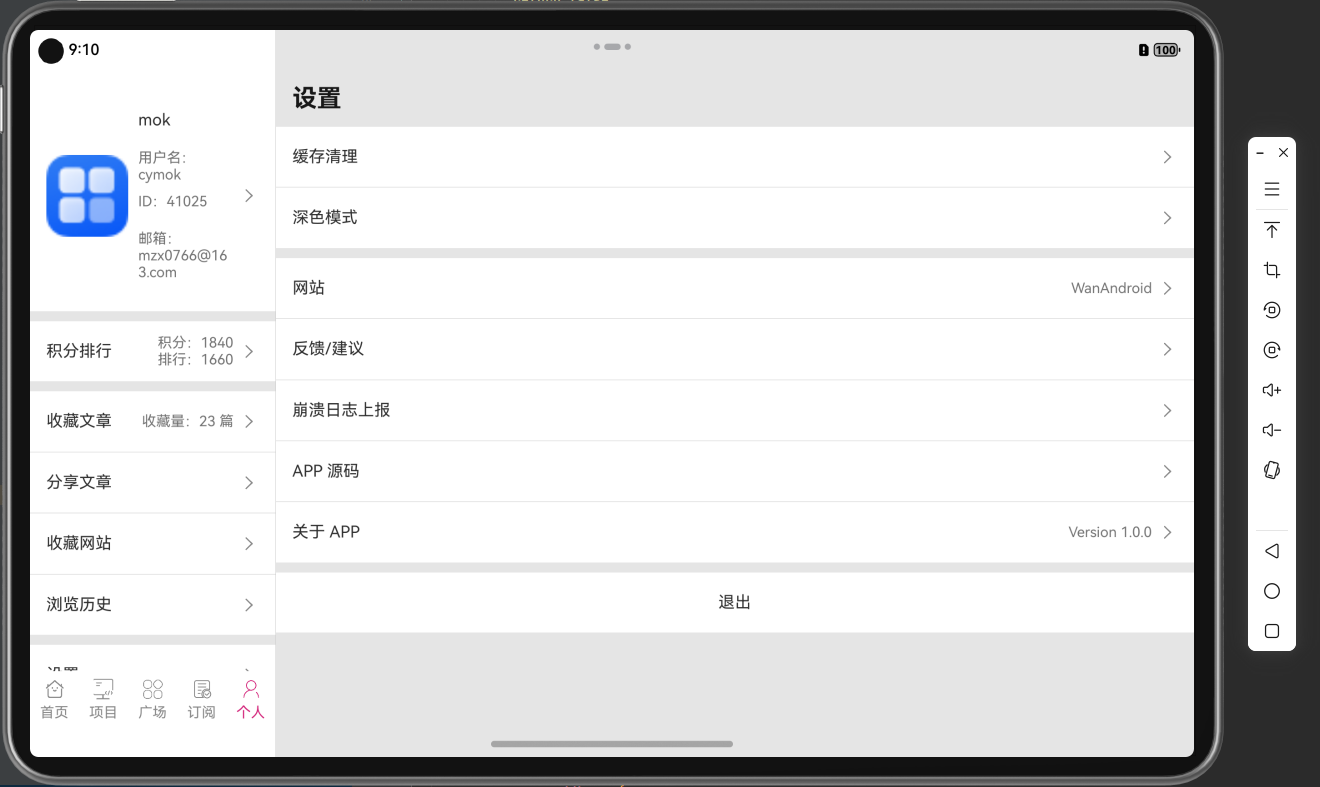 9:10
100
mok
用户名：
cymok
ID：41025
邮箱：
mzx0766@16
3.com
积分排行
积分：1840
排行：1660
收藏文章
收藏量：23 篇
分享文章
收藏网站
浏览历史
首页
项目
广场
订阅
个人
设置
缓存清理
深色模式
网站
WanAndroid
反馈/建议
崩溃日志上报
APP 源码
关于 APP
Version 1.0.0
退出